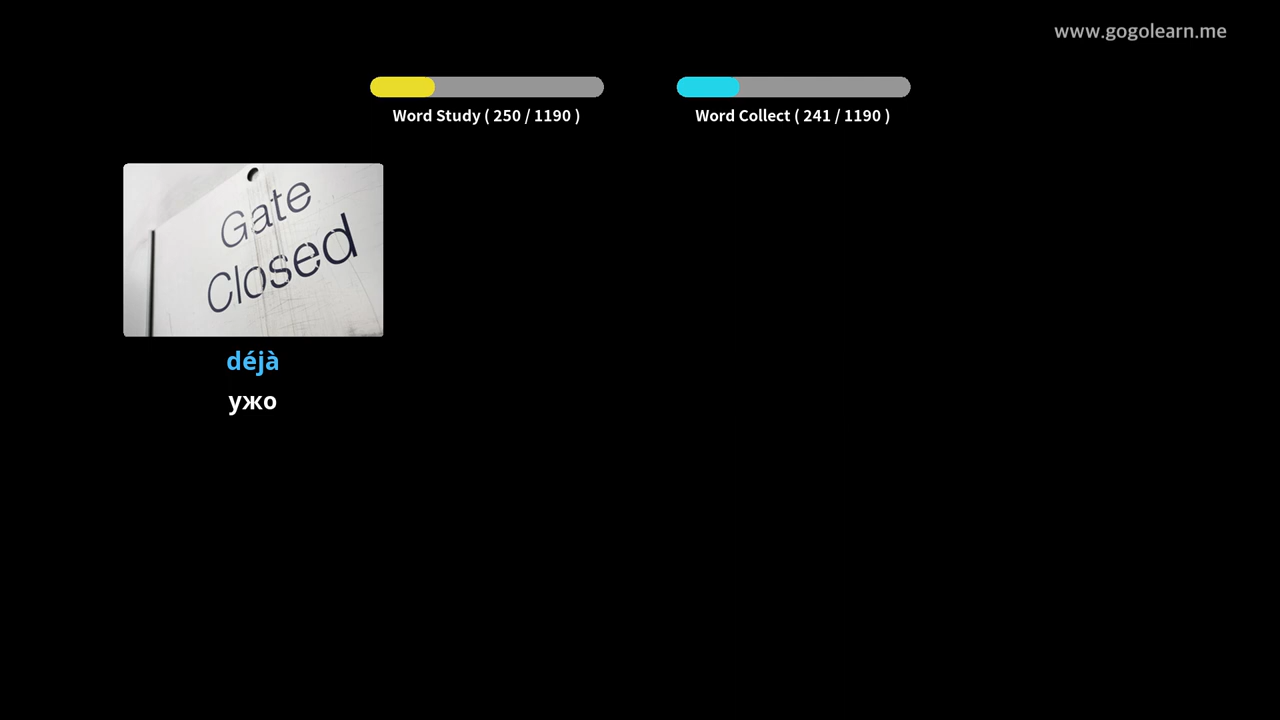 www.gogolearn.me
Word Study ( 250 / 1190 )
Word Collect ( 241 / 1190 )
Gate
Closed
déjà
ужо